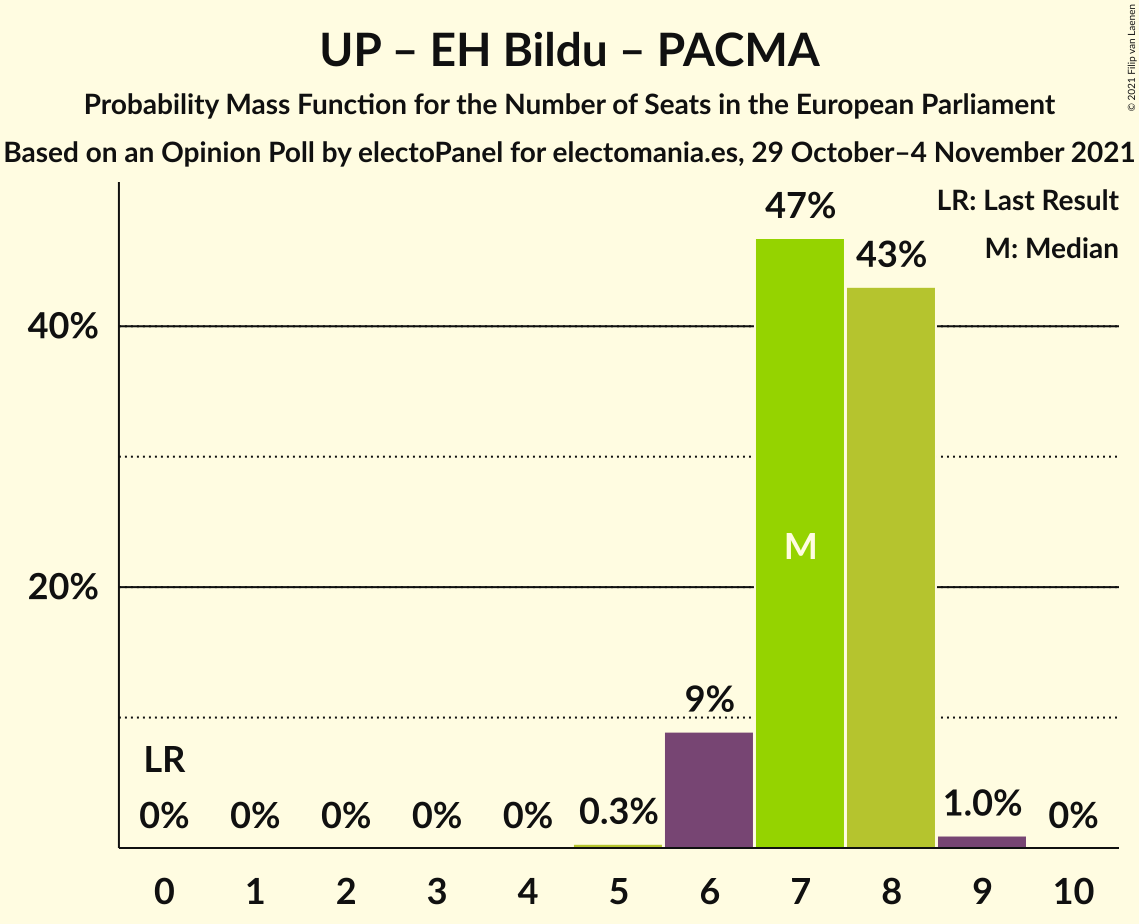 UP – EH Bildu – PACMA
Probability Mass Function for the Number of Seats in the European Parliament
Based on an Opinion Poll by electoPanel for electomania.es, 29 October–4 November 2021
© 2021 Filip van Laenen
LR: Last Result
M: Median
47%
43%
40%
M
20%
9%
LR
0%
0%
0%
0%
0%
0.3%
1.0%
0%
0 1 2 3 4 5 6 7 8 9 10